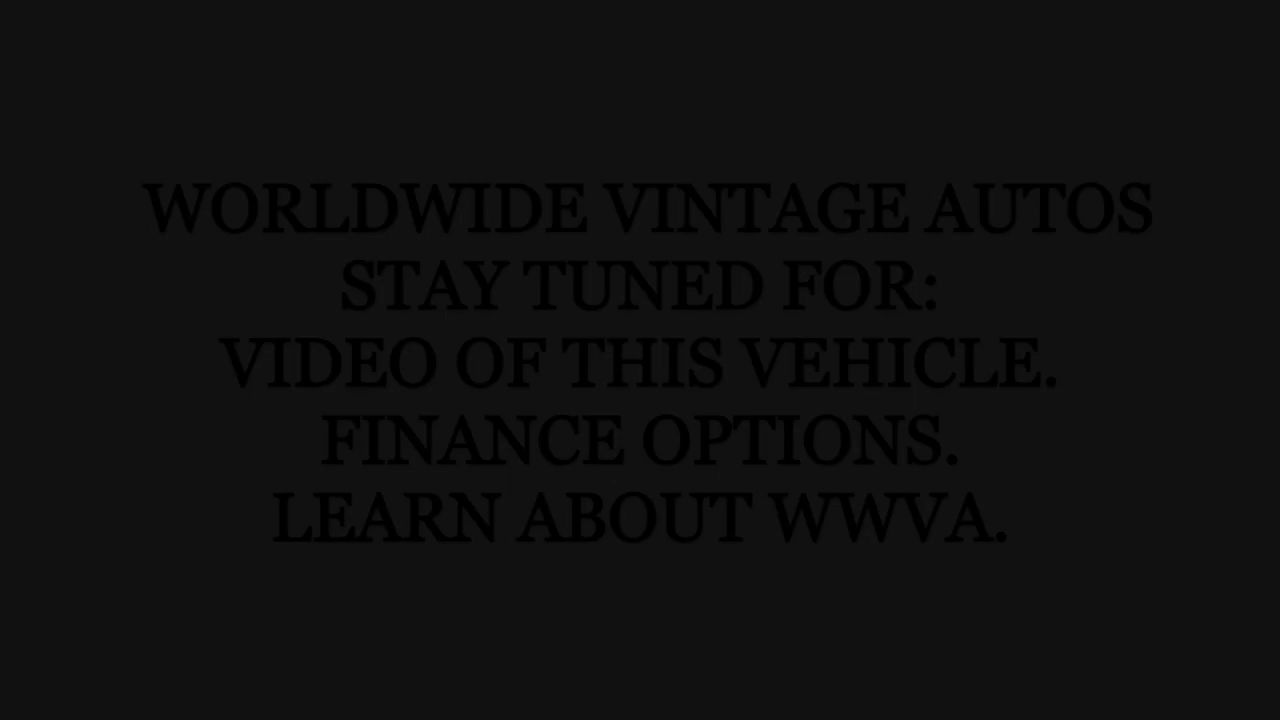 WORLDWIDE VINTAGE AUTOS
STAY TUNED FOR:
VIDEO OF THIS VEHICLE.
FINANCE OPTIONS.
LEARN ABOUT WWVA.